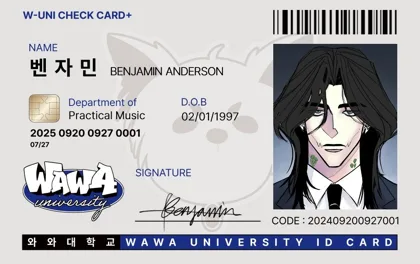 W-UNI CHECK CARD+
NAME
벤 자 민 BENJAMIN ANDERSON
Department of
Practical Music
D.O.B
02/01/1997
2025 0920 0927 0001
07/27
WAWA
university
SIGNATURE
Benjamin
CODE : 202409200927001
와 와 대 학 교 WAWA UNIVERSITY ID CARD